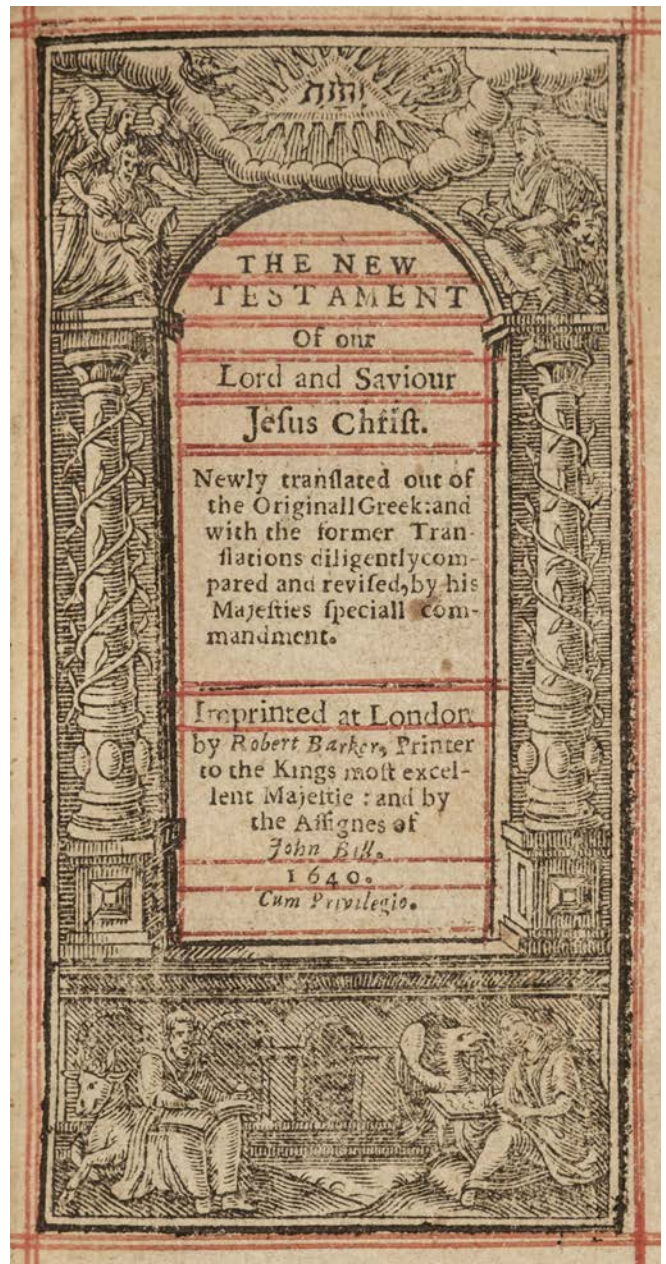 יהוה
THE NEW
TESTAMENT
Of our
Lord and Saviour
Jeſus Chriſt.
Newly tranſlated out of
the Originall Greek: and
with the former Tran-
ſlations diligently com-
pared and reviſed, by his
Majeſties ſpeciall com-
mandment.
Imprinted at London
by Robert Barker, Printer
to the Kings moſt excel-
lent Majeſtie : and by
the Aſſignes of
John Bill.
1640.
Cum Privilegio.